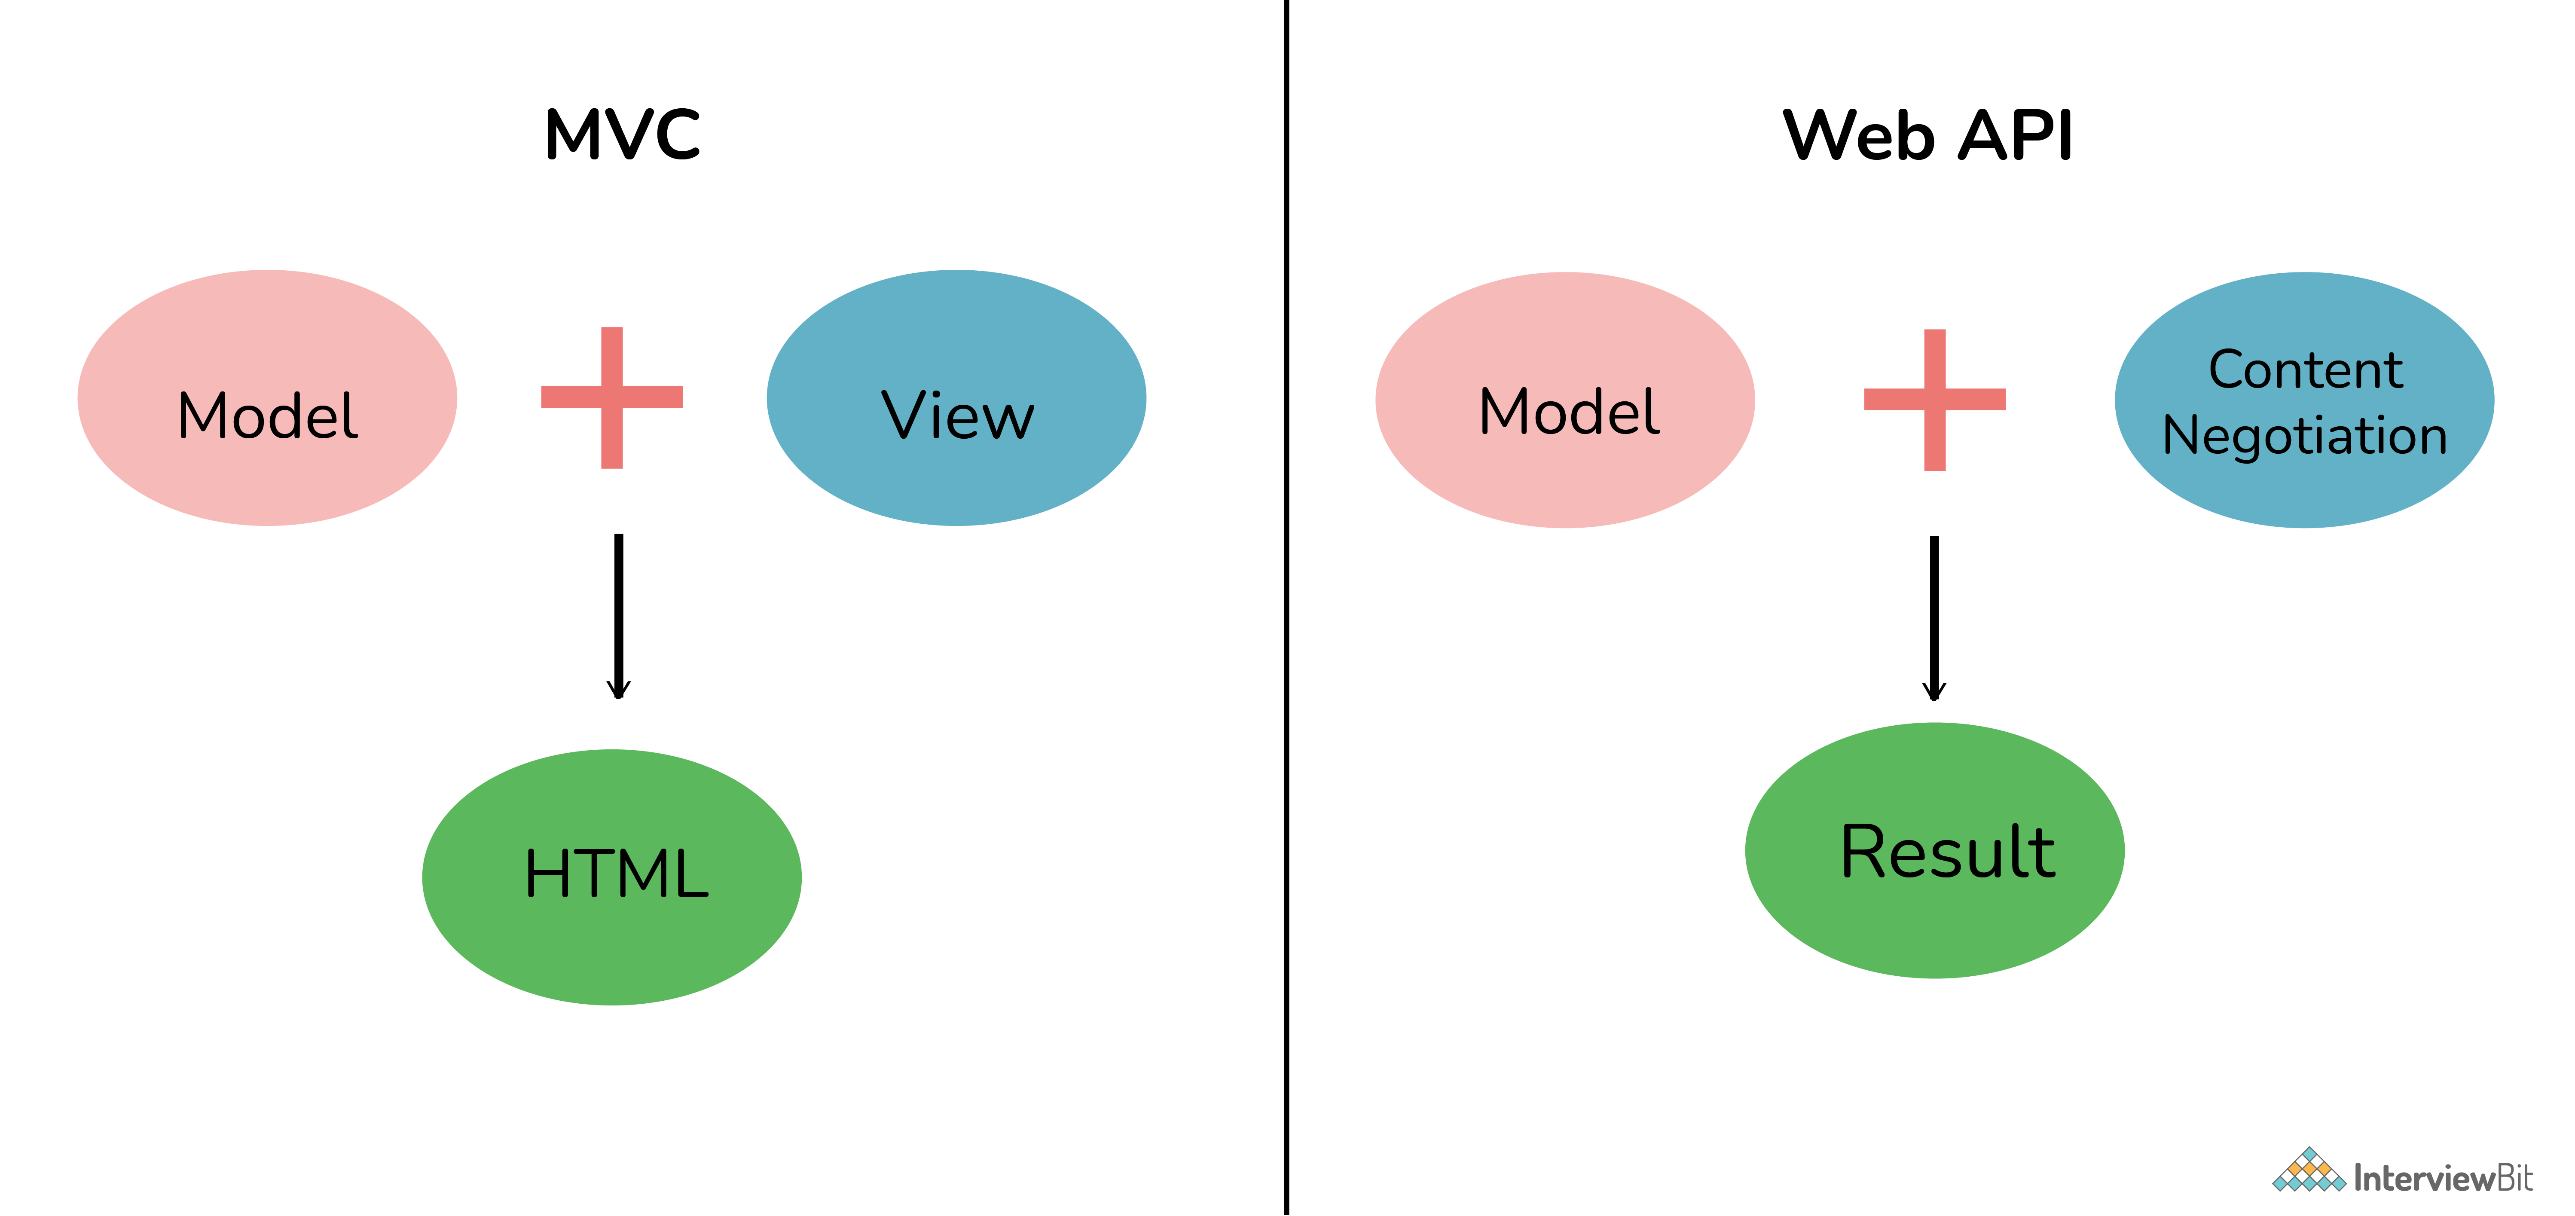 MVC
Model
View
HTML
Web API
Model
Content
Negotiation
Result
InterviewBit